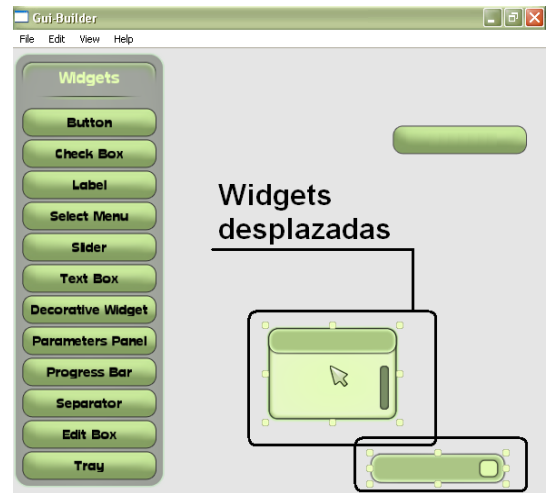 Gui-Builder
File Edit View Help
Widgets
Button
Check Box
Label
Select Menu
Slider
Text Box
Decorative Widget
Parameters Panel
Progress Bar
Separator
Edit Box
Tray
Widgets
desplazadas